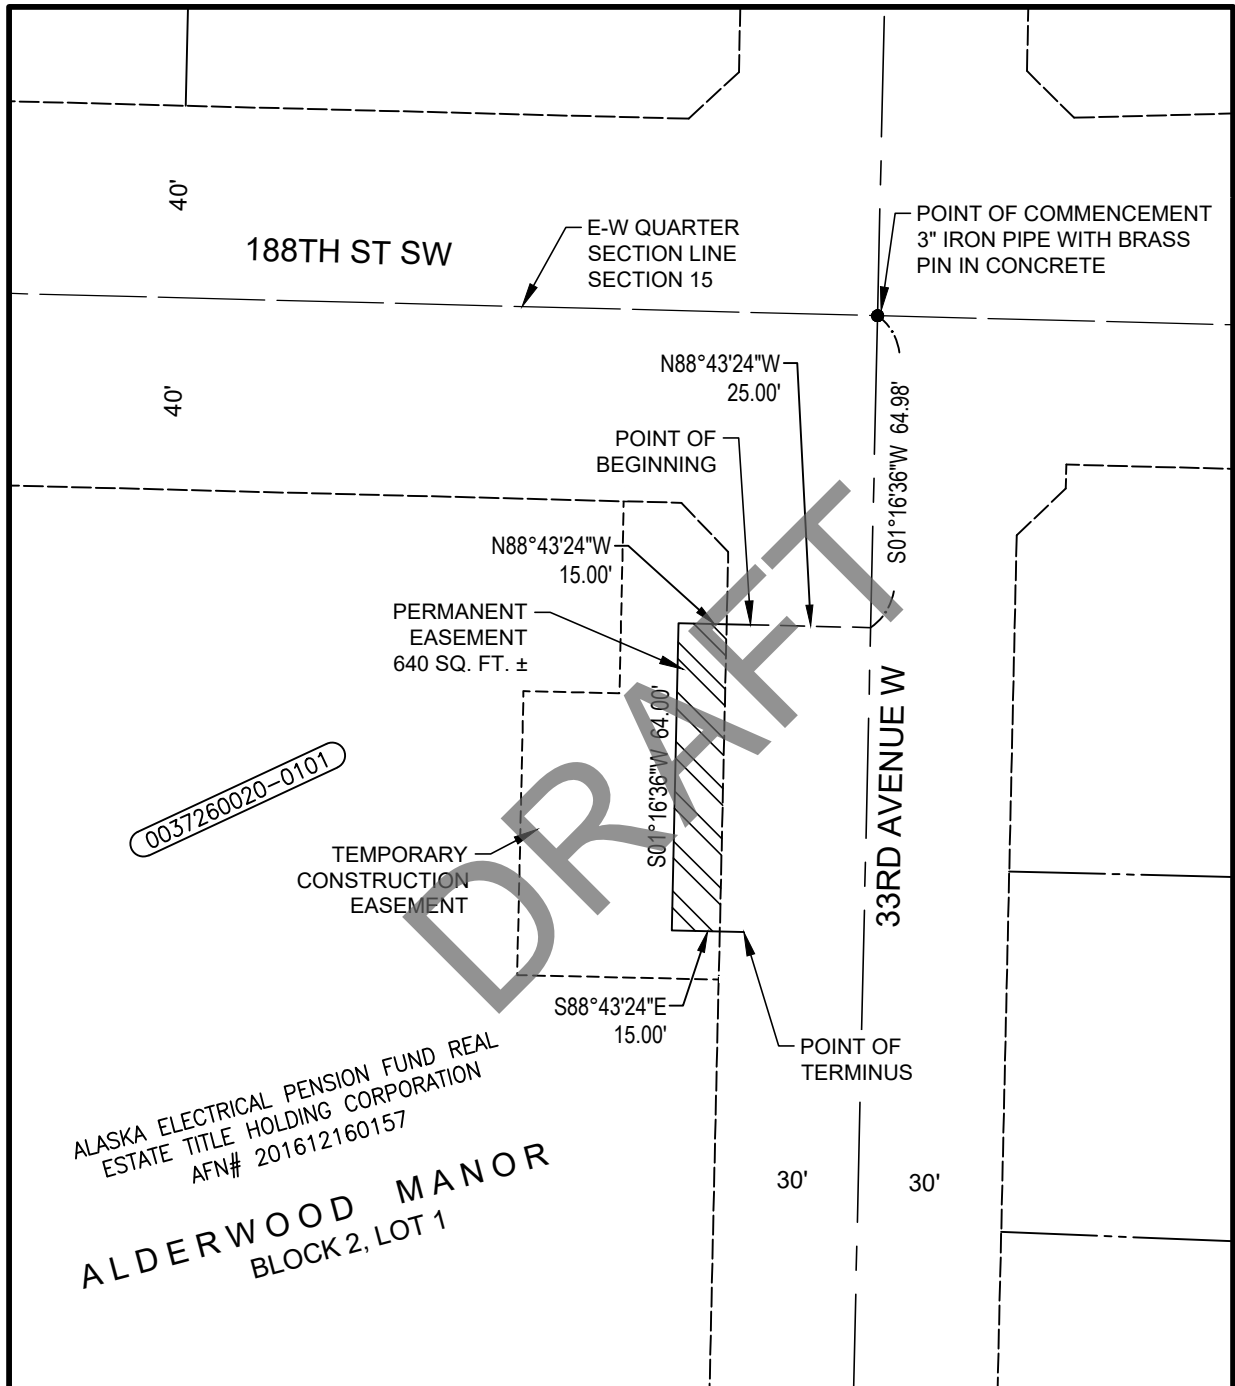 40'
188TH ST SW
E-W QUARTER
SECTION LINE
SECTION 15
POINT OF COMMENCEMENT
3" IRON PIPE WITH BRASS
PIN IN CONCRETE
40'
N88°43'24"W
25.00'
S01°16'36"W 64.98'
POINT OF
BEGINNING
N88°43'24"W
15.00'
PERMANENT
EASEMENT
640 SQ. FT. ±
S01°16'36"W 64.00'
DRAFT
33RD AVENUE W
0037260020-0101
TEMPORARY
CONSTRUCTION
EASEMENT
S88°43'24"E
15.00'
POINT OF
TERMINUS
ALASKA ELECTRICAL PENSION FUND REAL
ESTATE TITLE HOLDING CORPORATION
AFN# 201612160157
ALDERWOOD MANOR
BLOCK 2, LOT 1
30'
30'